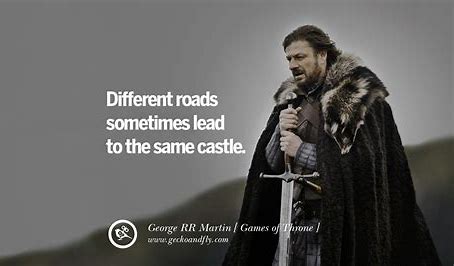 Different roads
sometimes lead
to the same castle.
George RR Martin [ Games of Throne ]
www.geckoandfly.com